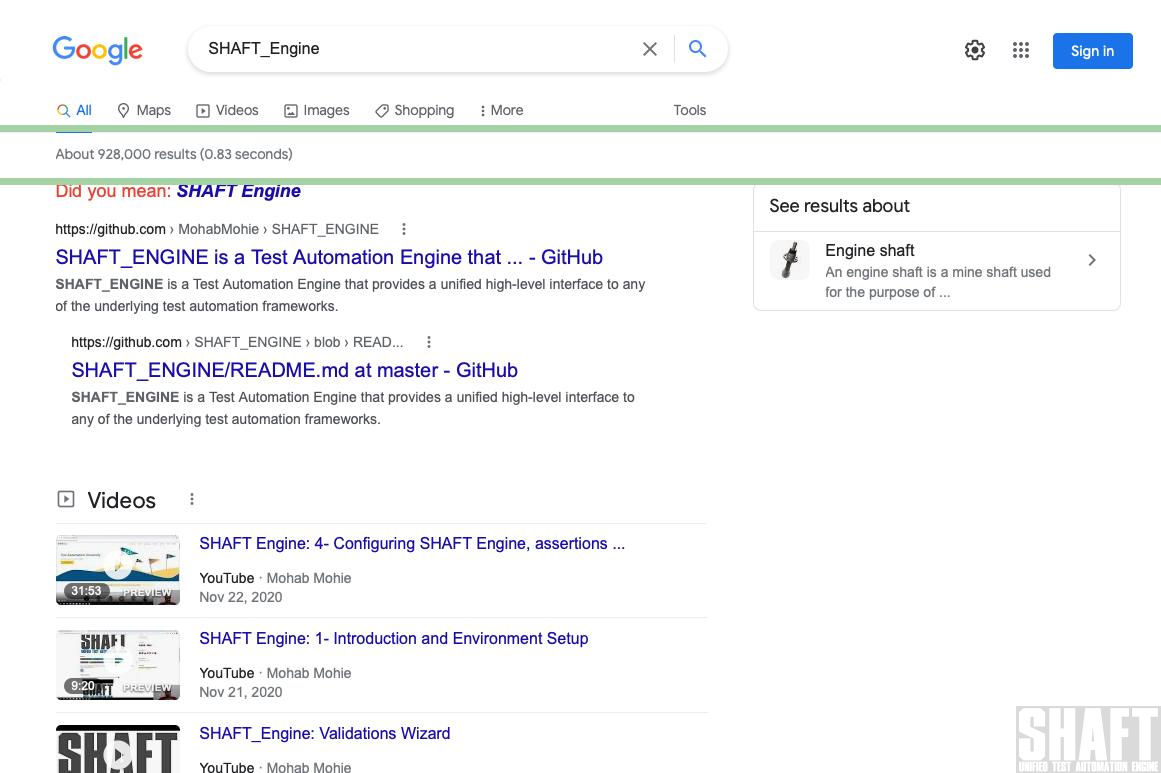 Google
SHAFT_Engine
Sign in
All
Maps
Videos
Images
Shopping
More
Tools
About 928,000 results (0.83 seconds)
Did you mean: SHAFT Engine
https://github.com › MohabMohie › SHAFT_ENGINE
SHAFT_ENGINE is a Test Automation Engine that ... - GitHub
SHAFT_ENGINE is a Test Automation Engine that provides a unified high-level interface to any
of the underlying test automation frameworks.
https://github.com › SHAFT_ENGINE › blob › READ...
SHAFT_ENGINE/README.md at master - GitHub
SHAFT_ENGINE is a Test Automation Engine that provides a unified high-level interface to
any of the underlying test automation frameworks.
See results about
Engine shaft
An engine shaft is a mine shaft used
for the purpose of ...
Videos
SHAFT Engine: 4- Configuring SHAFT Engine, assertions ...
YouTube · Mohab Mohie
Nov 22, 2020
31:53
PREVIEW
SHAFT Engine: 1- Introduction and Environment Setup
YouTube · Mohab Mohie
Nov 21, 2020
SHAFT
9:20
PREVIEW
SHAFT_Engine: Validations Wizard
YouTube · Mohab Mohie
SHAFT
SHAFT
UNIFIED TEST AUTOMATION ENGINE